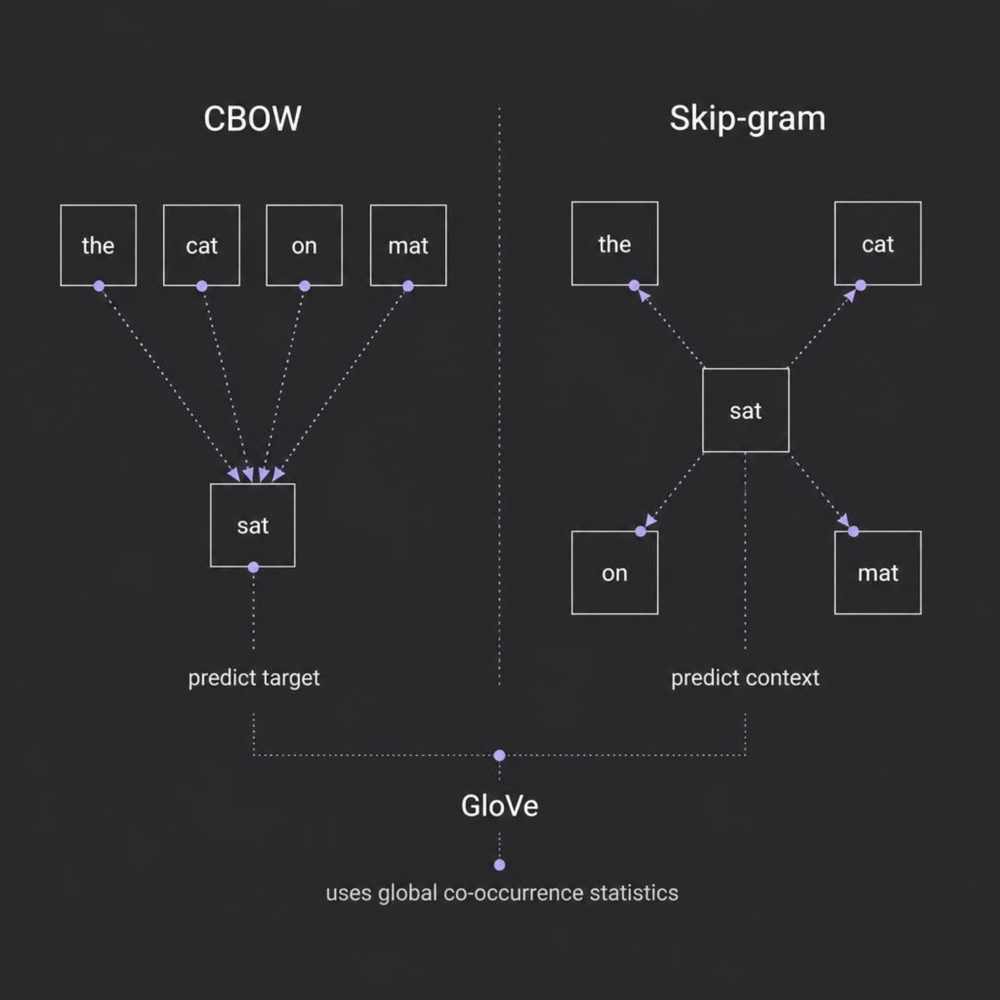 CBOW
the
cat
on
mat
sat
predict target
Skip-gram
the
cat
sat
on
mat
predict context
GloVe
uses global co-occurrence statistics